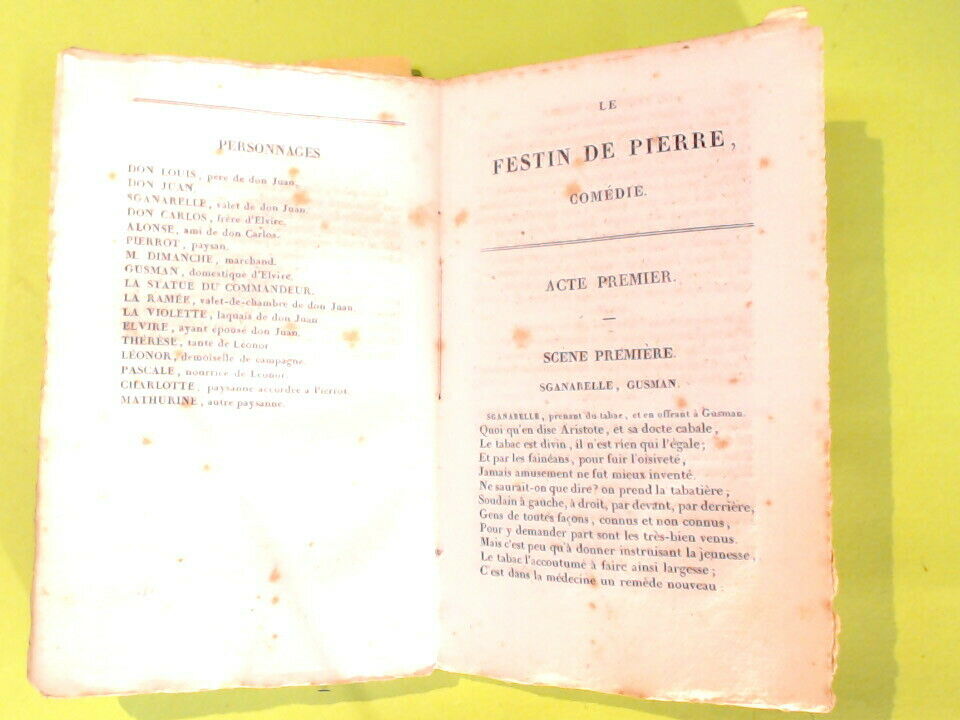 PERSONNAGES
DON LOUIS, pere de don Juan.
DON JUAN.
SGANARELLE, valet de don Juan.
DON CARLOS, frère d'Elvire.
ALONSE, ami de don Carlos.
PIERROT, paysan.
M. DIMANCHE, marchand.
GUSMAN, domestique d'Elvire.
LA STATUE DU COMMANDEUR.
LA RAMÉE, valet-de-chambre de don Juan.
LA VIOLETTE, laquais de don Juan
ELVIRE, ayant épousé don Juan.
THÉRÈSE, tante de Léonor
LÉONOR, demoiselle de campagne.
PASCALE, nourrice de Léonor.
CHARLOTTE, paysanne accordée a Pierrot.
MATHURINE, autre paysanne.
LE
FESTIN DE PIERRE,
COMÉDIE.
ACTE PREMIER.
SCENE PREMIÈRE.
SGANARELLE, GUSMAN.
SGANARELLE, prenant du tabac, et en offrant à Gusman.
Quoi qu'en dise Aristote, et sa docte cabale,
Le tabac est divin, il n'est rien qui l'égale;
Et par les fainéans, pour fuir l'oisiveté,
Jamais amusement ne fut mieux inventé.
Ne saurait-on que dire? on prend la tabatière;
Soudain à gauche, à droit, par devant, par derrière,
Gens de toutes façons, connus et non connus,
Pour y demander part sont les très-bien venus.
Mais c'est peu qu'à donner instruisant la jeunesse,
Le tabac l'accoutume à faire ainsi largesse;
C'est dans la médecine un remède nouveau